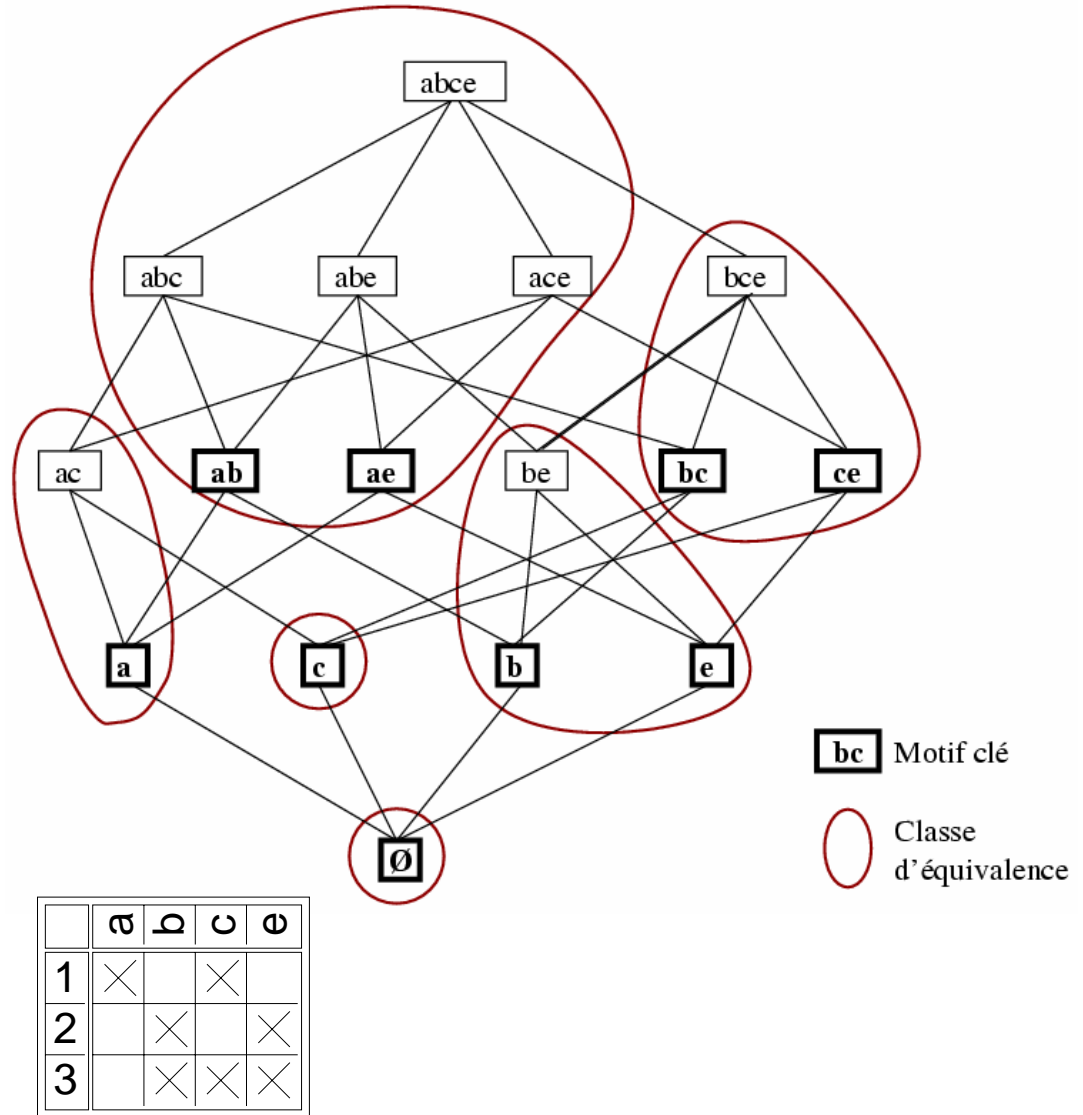 abce
abc abe ace bce
ac ab ae be bc ce
a c b e
bc Motif clé
Ø
Classe
d’équivalence
a b c e
1
2
3